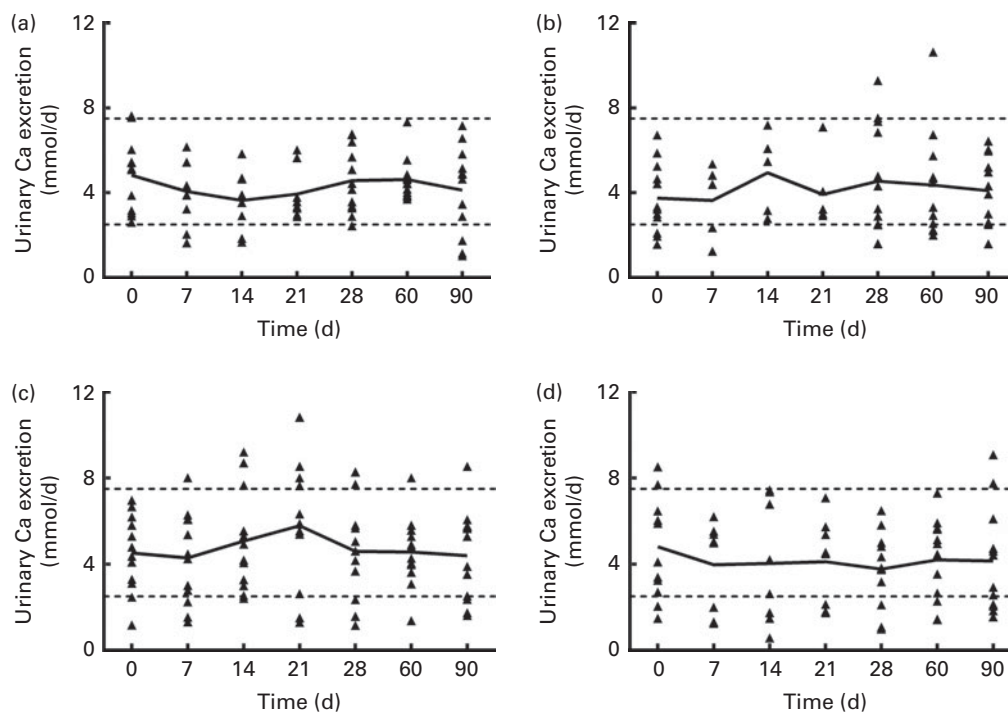 (a)
12
8
4
0
Urinary Ca excretion
(mmol/d)
0 7 14 21 28 60 90
Time (d)
(b)
12
8
4
0
Urinary Ca excretion
(mmol/d)
0 7 14 21 28 60 90
Time (d)
(c)
12
8
4
0
Urinary Ca excretion
(mmol/d)
0 7 14 21 28 60 90
Time (d)
(d)
12
8
4
0
Urinary Ca excretion
(mmol/d)
0 7 14 21 28 60 90
Time (d)